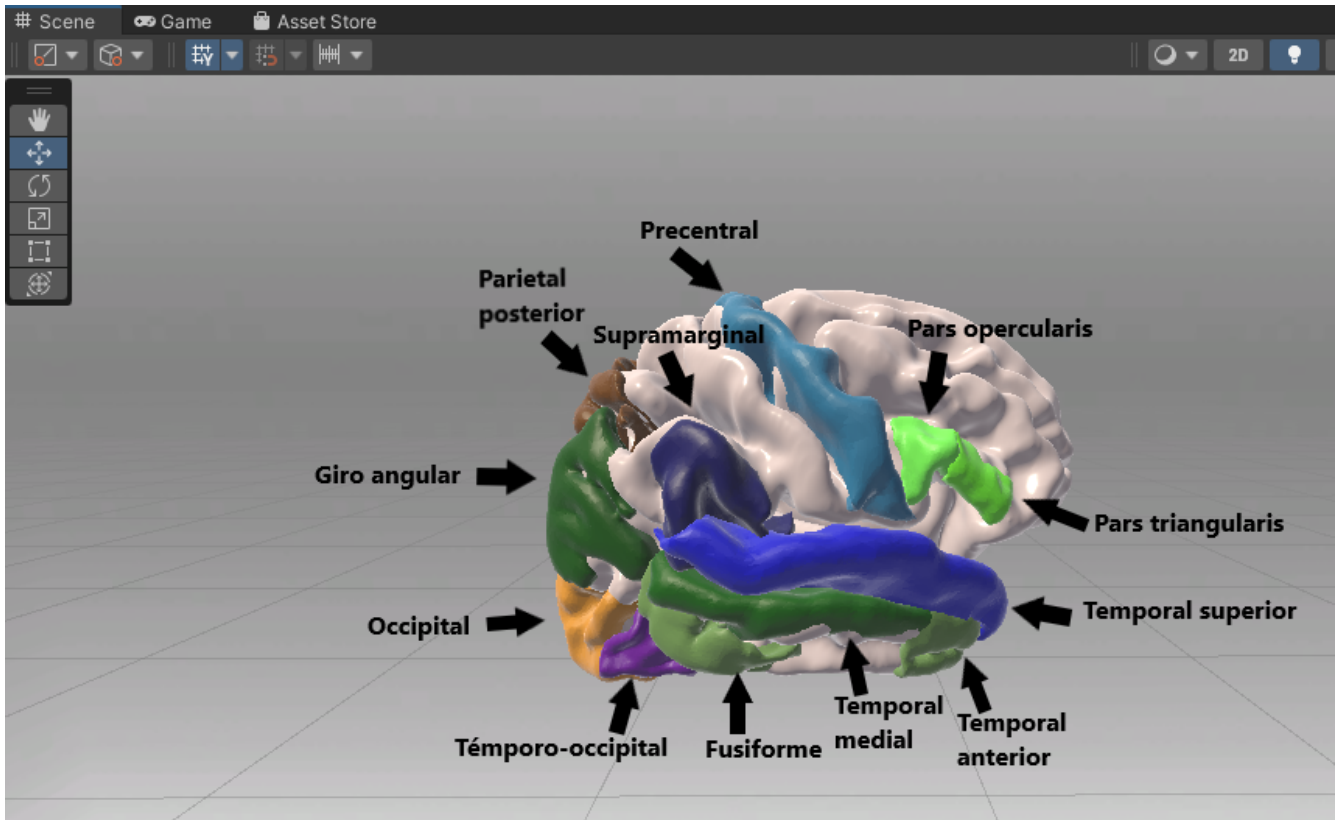 Scene Game Asset Store
2D
Precentral
Parietal
posterior
Supramarginal
Pars opercularis
Giro angular
Pars triangularis
Temporal superior
Occipital
Temporal
medial
Temporal
anterior
Témporo-occipital
Fusiforme